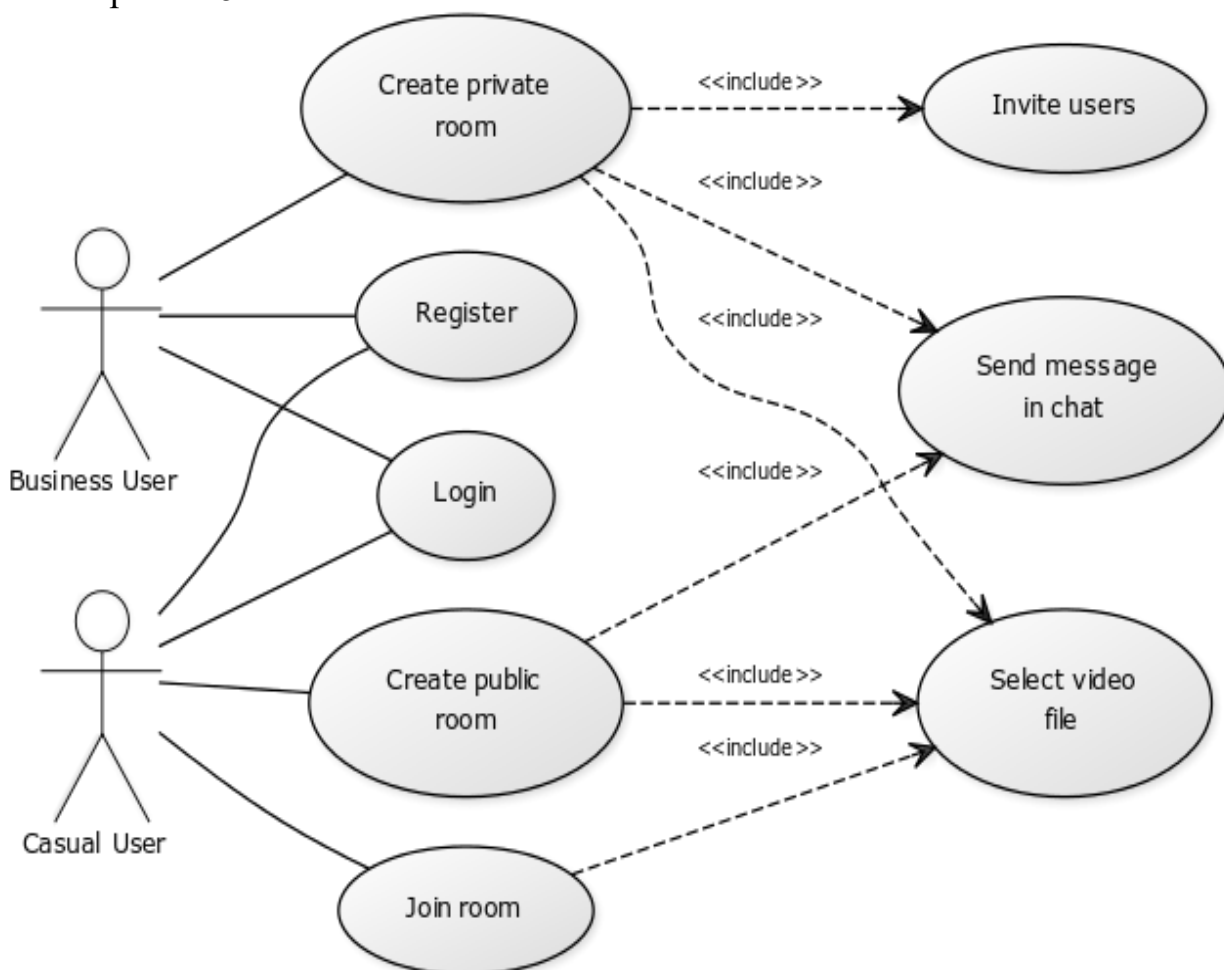 Create private
room
<<include>>
Invite users
<<include>>
Register
<<include>>
Send message
in chat
Business User
<<include>>
Login
Create public
room
<<include>>
Select video
file
<<include>>
Casual User
Join room